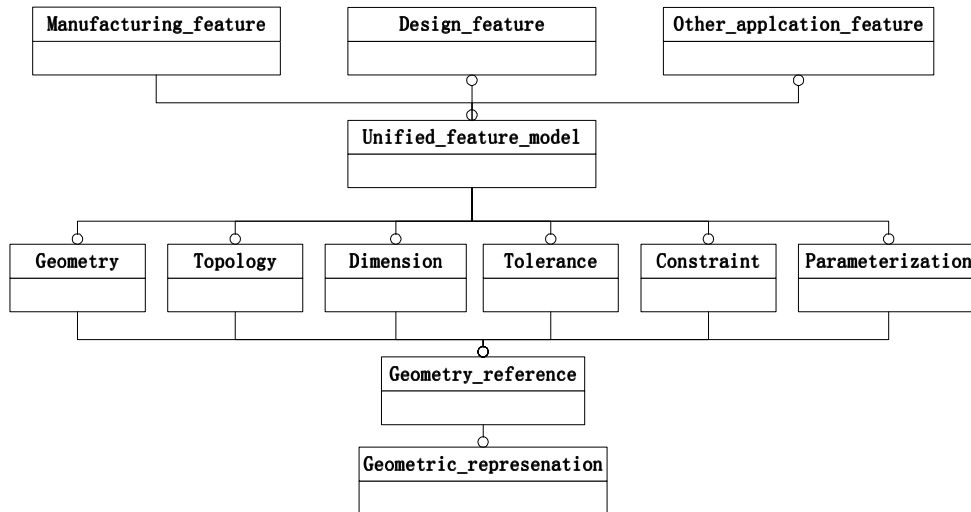 Manufacturing_feature
Design_feature
Other_applcation_feature
Unified_feature_model
Geometry
Topology
Dimension
Tolerance
Constraint
Parameterization
Geometry_reference
Geometric_represenation